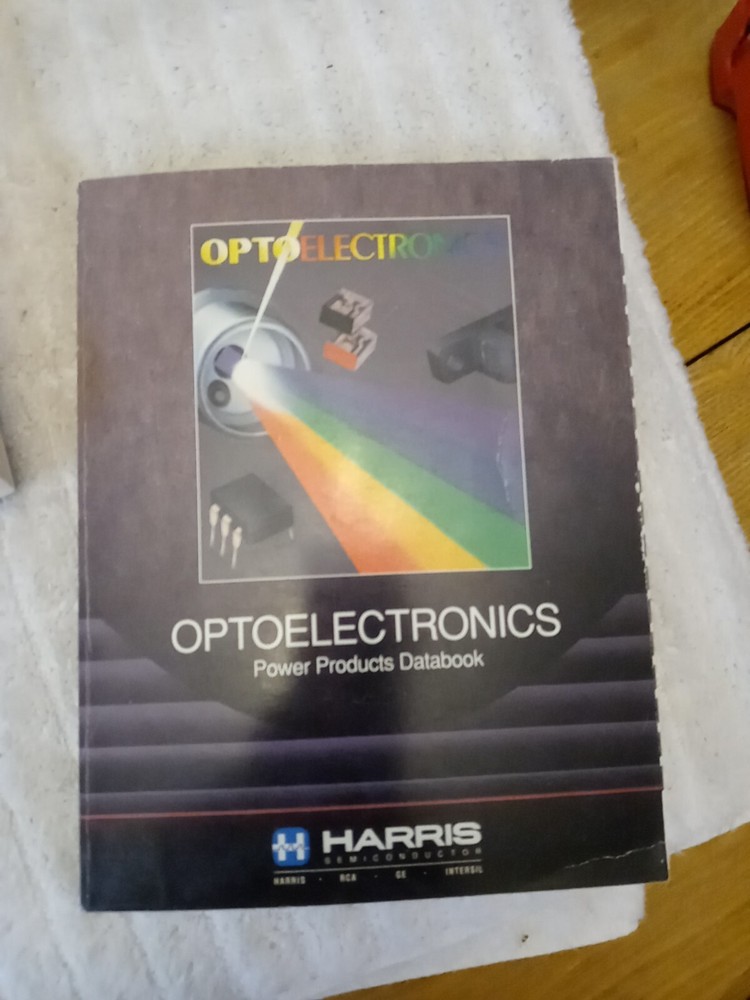 OPTOELECTRONICS
OPTOELECTRONICS
Power Products Databook
H HARRIS
SEMICONDUCTOR
HARRIS · RCA · GE · INTERSIL